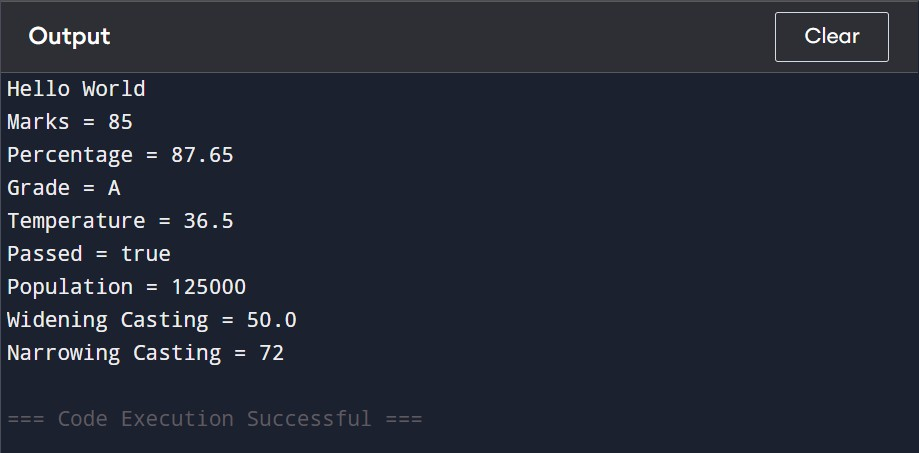 Output
Clear
Hello World
Marks = 85
Percentage = 87.65
Grade = A
Temperature = 36.5
Passed = true
Population = 125000
Widening Casting = 50.0
Narrowing Casting = 72
=== Code Execution Successful ===